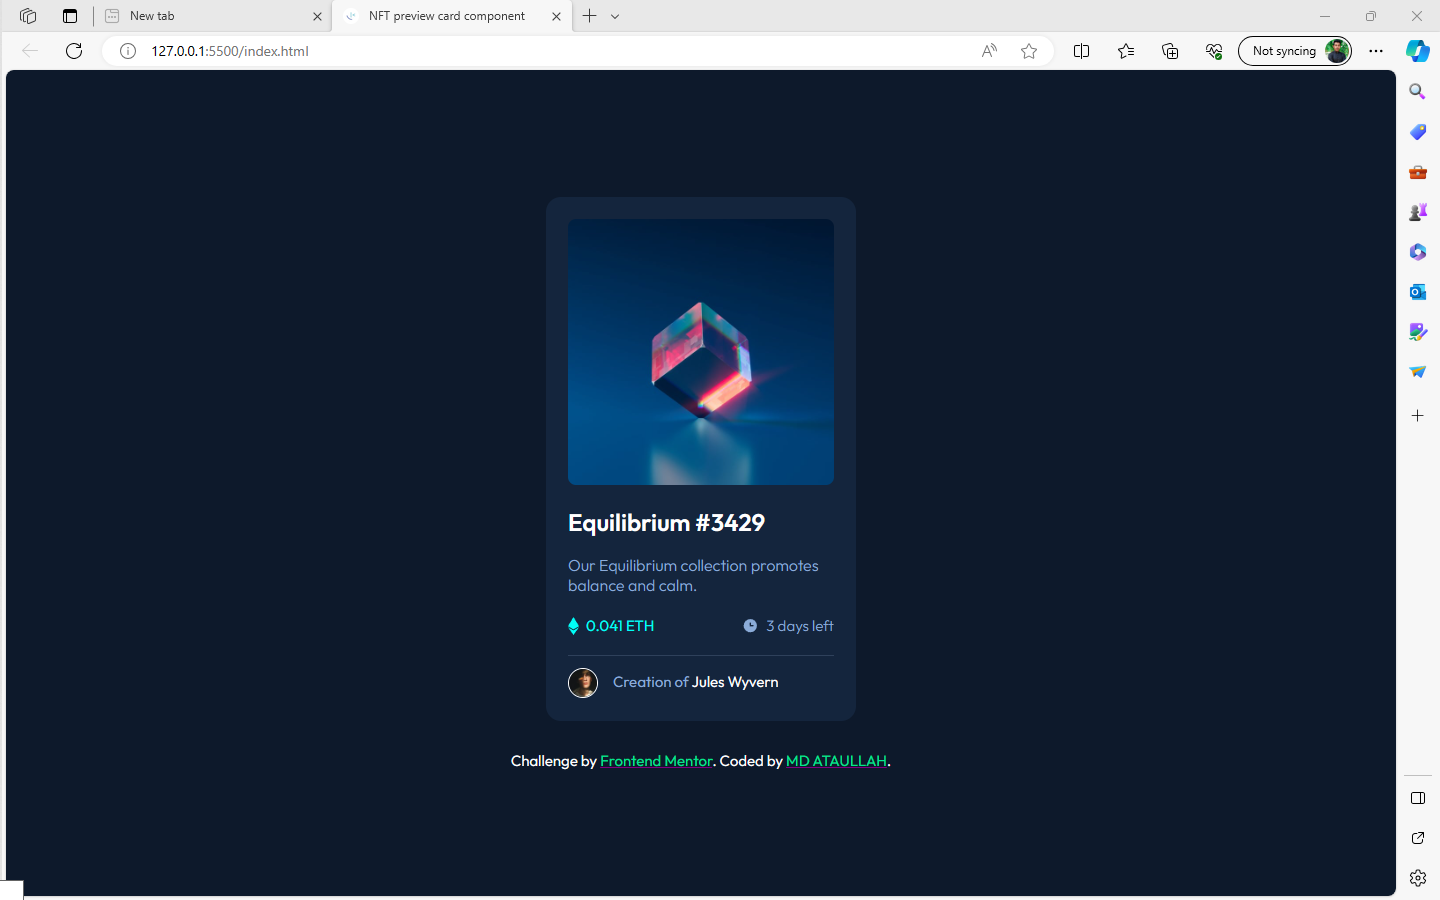 New tab
NFT preview card component
127.0.0.1:5500/index.html
Not syncing
Equilibrium #3429
Our Equilibrium collection promotes
balance and calm.
0.041 ETH
3 days left
Creation of Jules Wyvern
Challenge by Frontend Mentor. Coded by MD ATAULLAH.